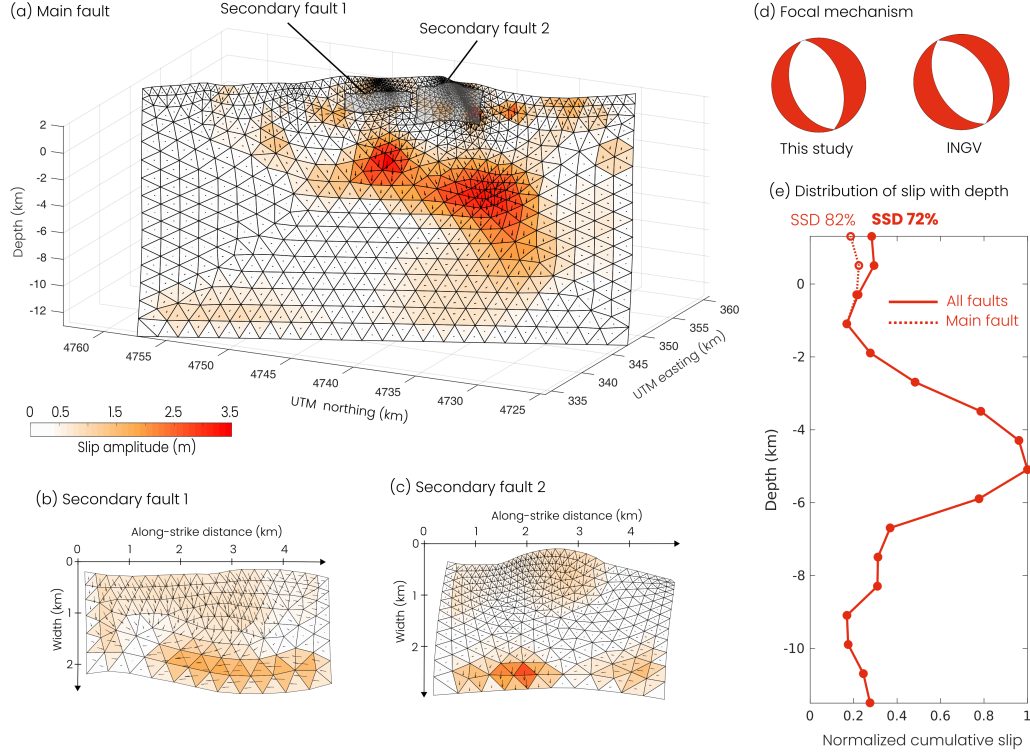 (a) Main fault
Secondary fault 1
Secondary fault 2
2
0
-2
-4
-6
-8
-10
-12
Depth (km)
4760
4755
4750
4745
4740
4735
4730
4725
UTM northing (km)
335
340
345
350
355
360
UTM easting (km)
0 0.5 1.5 2.5 3.5
Slip amplitude (m)
(b) Secondary fault 1
Along-strike distance (km)
0 1 2 3 4
0
1
2
Width (km)
(c) Secondary fault 2
Along-strike distance (km)
0 1 2 3 4
0
1
2
Width (km)
(d) Focal mechanism
This study
INGV
(e) Distribution of slip with depth
SSD 82% SSD 72%
All faults
Main fault
0
-2
-4
-6
-8
-10
Depth (km)
0 0.2 0.4 0.6 0.8 1
Normalized cumulative slip